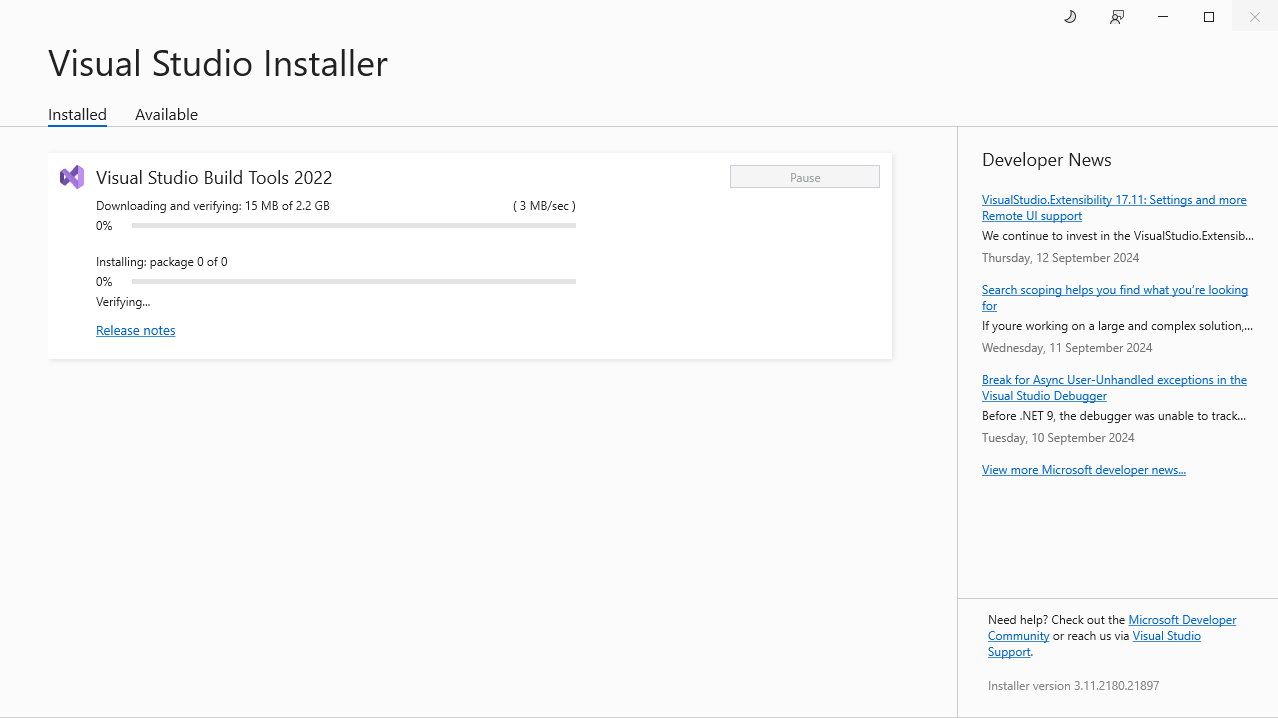 Visual Studio Installer
Installed
Available
Visual Studio Build Tools 2022
Pause
Downloading and verifying: 15 MB of 2.2 GB
( 3 MB/sec )
0%
Installing: package 0 of 0
0%
Verifying...
Release notes
Developer News
VisualStudio.Extensibility 17.11: Settings and more
Remote UI support
We continue to invest in the VisualStudio.Extensib...
Thursday, 12 September 2024
Search scoping helps you find what you’re looking
for
If youre working on a large and complex solution,...
Wednesday, 11 September 2024
Break for Async User-Unhandled exceptions in the
Visual Studio Debugger
Before .NET 9, the debugger was unable to track...
Tuesday, 10 September 2024
View more Microsoft developer news...
Need help? Check out the Microsoft Developer
Community or reach us via Visual Studio
Support.
Installer version 3.11.2180.21897